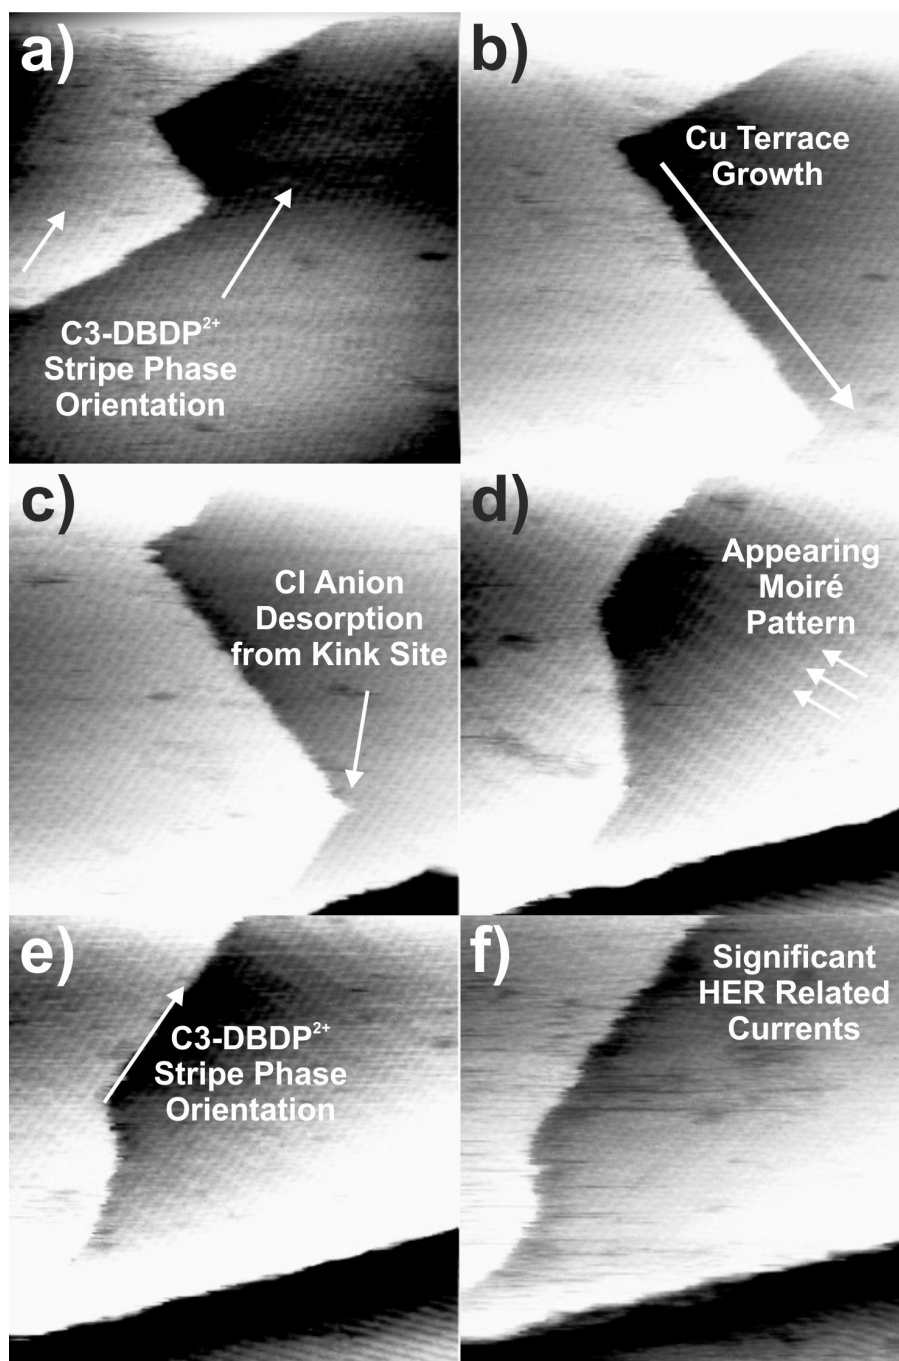 a)
C3-DBDP²⁺
Stripe Phase
Orientation
b)
Cu Terrace
Growth
c)
Cl Anion
Desorption
from Kink Site
d)
Appearing
Moiré
Pattern
e)
C3-DBDP²⁺
Stripe Phase
Orientation
f)
Significant
HER Related
Currents